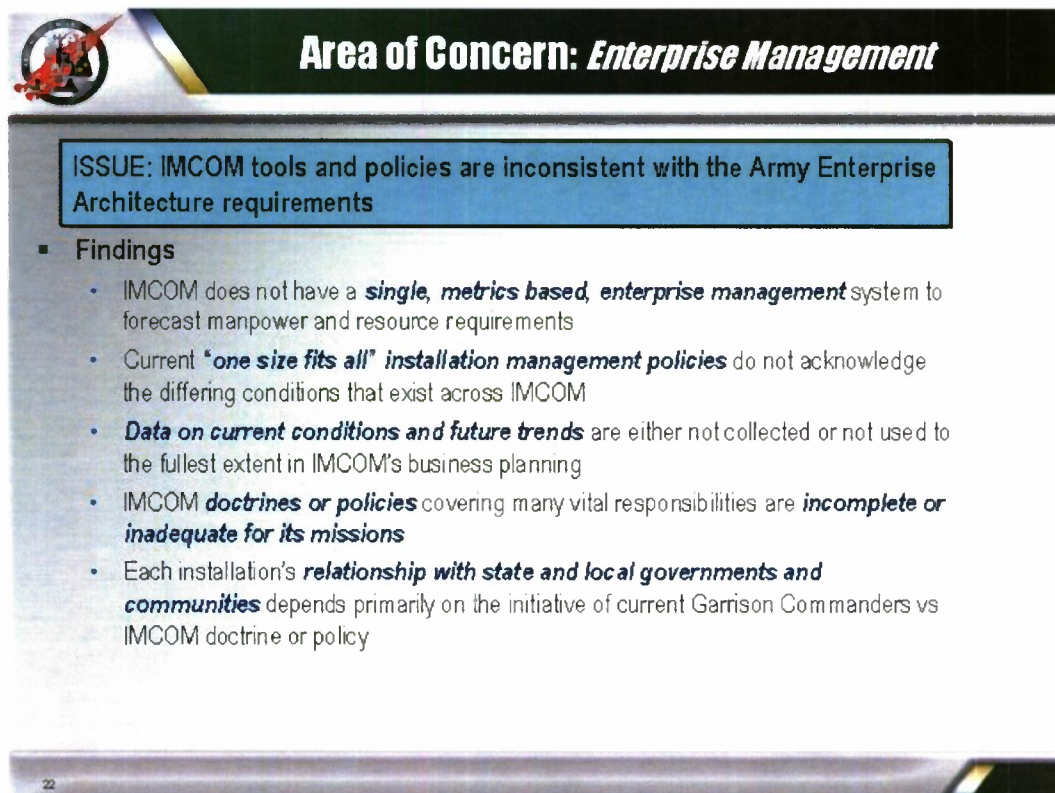 Area of Concern: Enterprise Management
ISSUE: IMCOM tools and policies are inconsistent with the Army Enterprise
Architecture requirements
▪ Findings
• IMCOM does not have a single, metrics based, enterprise management system to
forecast manpower and resource requirements
• Current "one size fits all" installation management policies do not acknowledge
the differing conditions that exist across IMCOM
• Data on current conditions and future trends are either not collected or not used to
the fullest extent in IMCOM's business planning
• IMCOM doctrines or policies covering many vital responsibilities are incomplete or
inadequate for its missions
• Each installation's relationship with state and local governments and
communities depends primarily on the initiative of current Garrison Commanders vs
IMCOM doctrine or policy
22